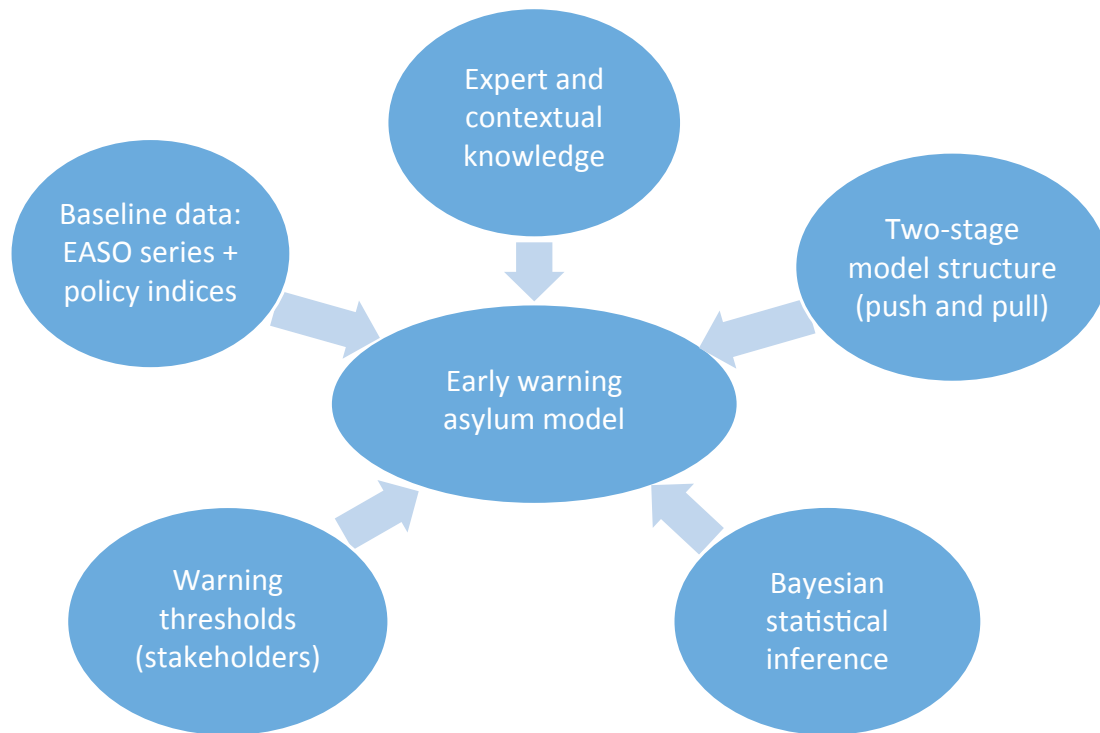 Expert and
contextual
knowledge
Baseline data:
EASO series +
policy indices
Two-stage
model structure
(push and pull)
Early warning
asylum model
Warning
thresholds
(stakeholders)
Bayesian
statistical
inference